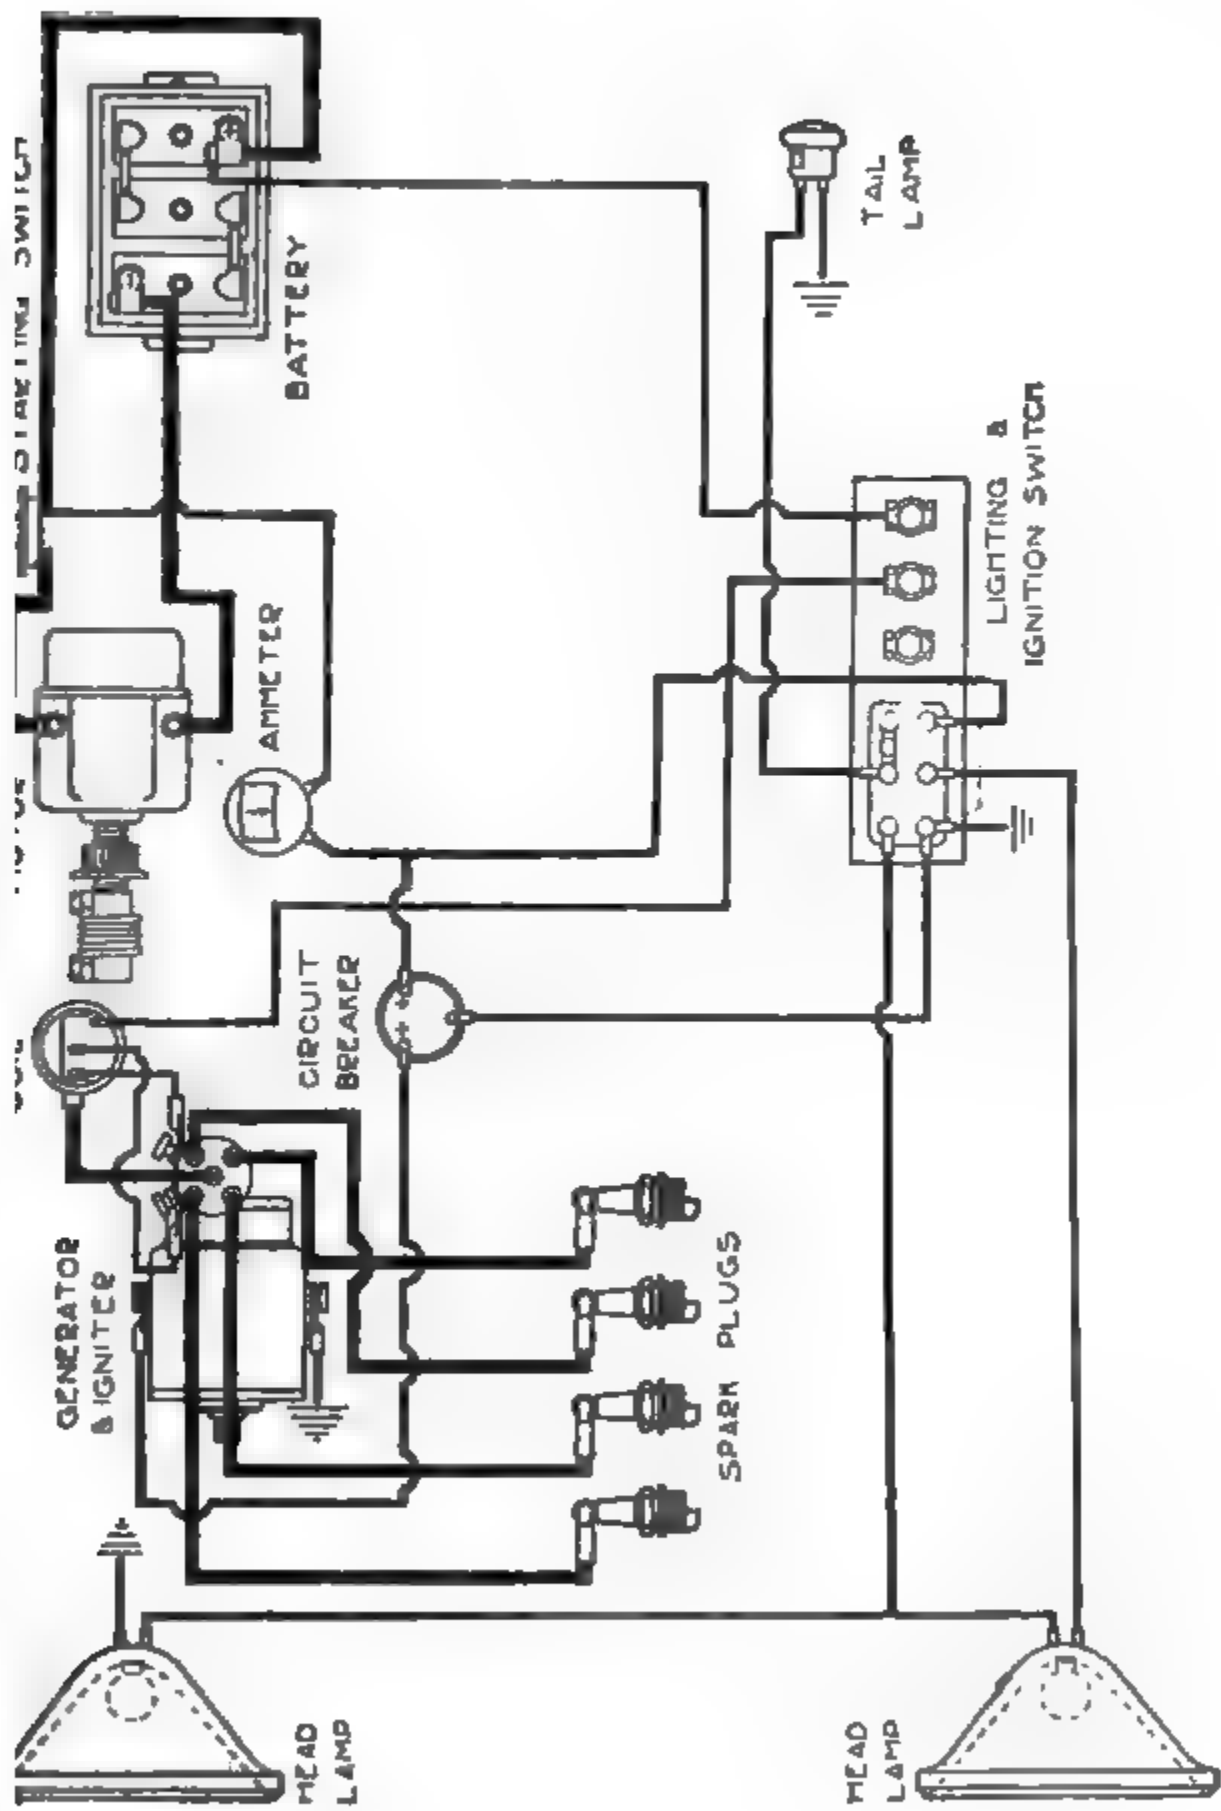 STARTING SWITCH
BATTERY
TAIL
LAMP
LIGHTING &
IGNITION SWITCH
AMMETER
CIRCUIT
BREAKER
GENERATOR
& IGNITER
SPARK PLUGS
HEAD
LAMP
HEAD
LAMP